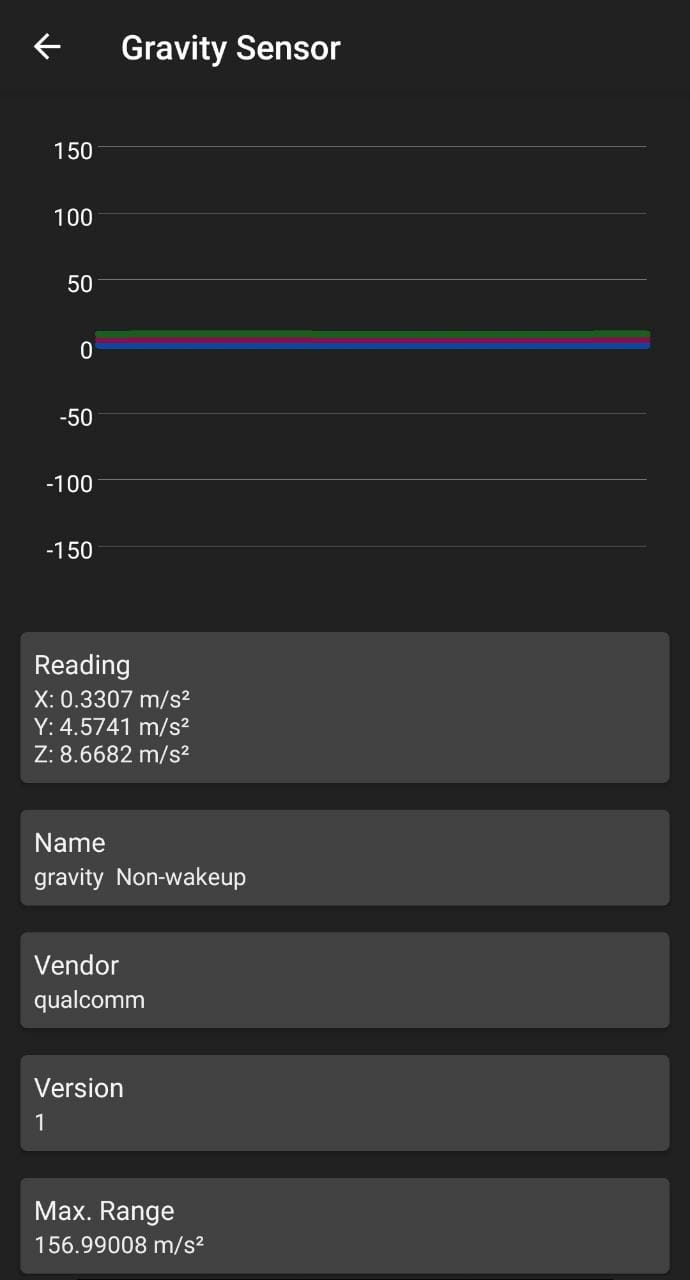 Gravity Sensor
150
100
50
0
-50
-100
-150
Reading
X: 0.3307 m/s²
Y: 4.5741 m/s²
Z: 8.6682 m/s²
Name
gravity  Non-wakeup
Vendor
qualcomm
Version
1
Max. Range
156.99008 m/s²